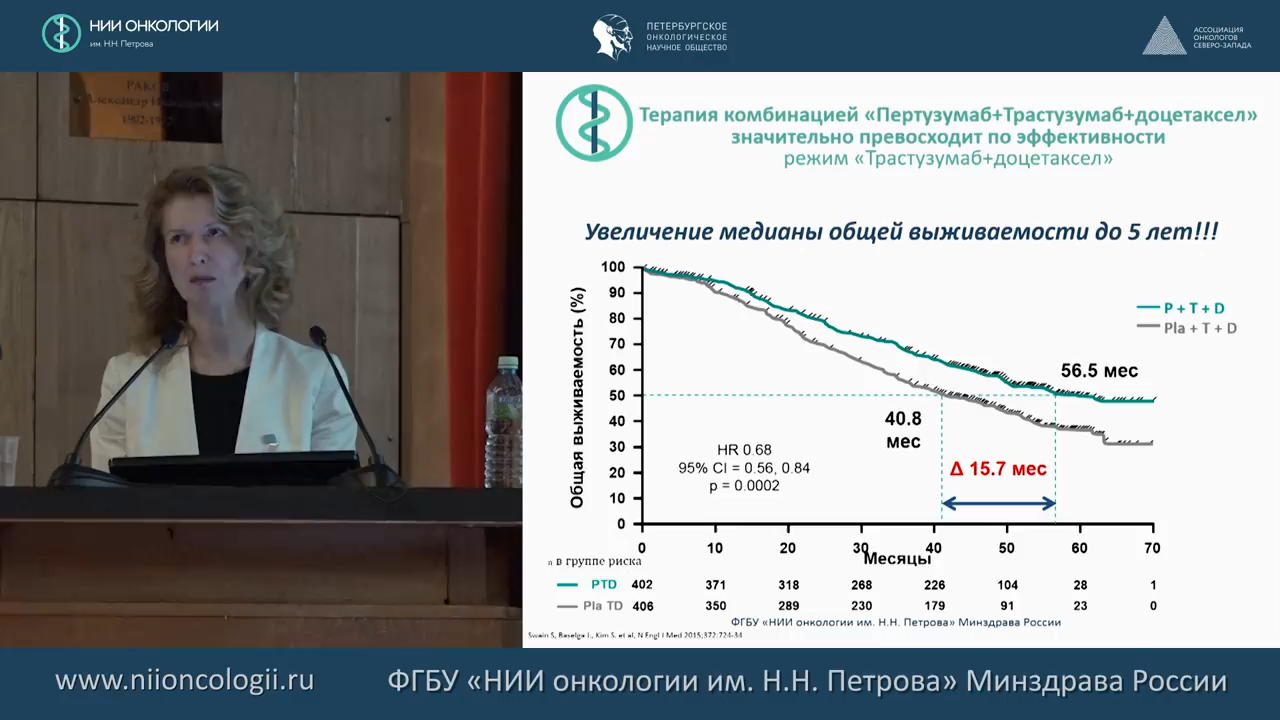 НИИ ОНКОЛОГИИ
им. Н.Н. Петрова
ПЕТЕРБУРГСКОЕ
ОНКОЛОГИЧЕСКОЕ
НАУЧНОЕ ОБЩЕСТВО
АССОЦИАЦИЯ
ОНКОЛОГОВ
СЕВЕРО-ЗАПАДА
Александр
Терапия комбинацией «Пертузумаб+Трастузумаб+доцетаксел»
значительно превосходит по эффективности
режим «Трастузумаб+доцетаксел»
Увеличение медианы общей выживаемости до 5 лет!!!
Общая выживаемость (%)
100
90
80
70
60
50
40
30
20
10
0
P + T + D
Pla + T + D
56.5 мес
40.8
мес
Δ 15.7 мес
HR 0.68
95% CI = 0.56, 0.84
p = 0.0002
0 10 20 30 40 50 60 70
Месяцы
n в группе риска
PTD 402 371 318 268 226 104 28 1
Pla TD 406 350 289 230 179 91 23 0
ФГБУ «НИИ онкологии им. Н.Н. Петрова» Минздрава России
Swain S, Baselga J., Kim S. et al, N Engl J Med 2015;372:724-34
www.niioncologii.ru
ФГБУ «НИИ онкологии им. Н.Н. Петрова» Минздрава России